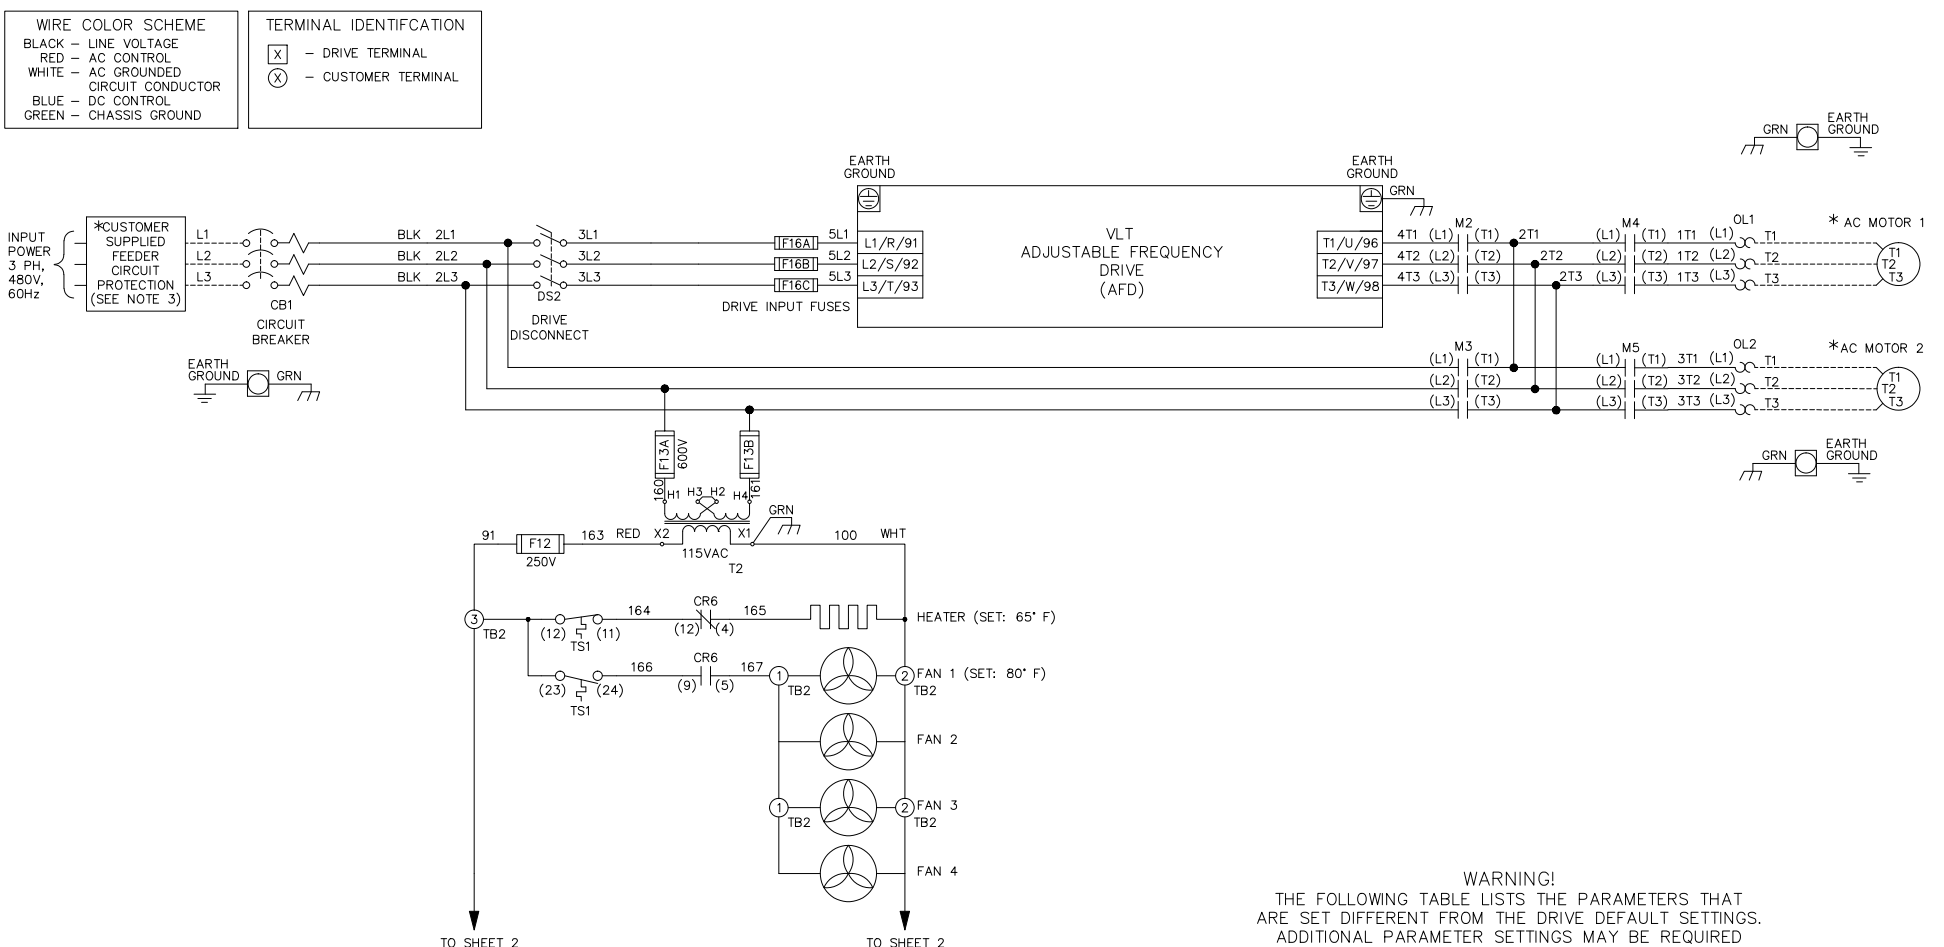 WIRE COLOR SCHEME
BLACK – LINE VOLTAGE
RED – AC CONTROL
WHITE – AC GROUNDED
CIRCUIT CONDUCTOR
BLUE – DC CONTROL
GREEN – CHASSIS GROUND
TERMINAL IDENTIFCATION
X – DRIVE TERMINAL
X – CUSTOMER TERMINAL
INPUT
POWER
3 PH,
480V,
60Hz
*CUSTOMER
SUPPLIED
FEEDER
CIRCUIT
PROTECTION
(SEE NOTE 3)
L1
L2
L3
CB1
CIRCUIT
BREAKER
EARTH
GROUND
GRN
BLK 2L1
BLK 2L2
BLK 2L3
DS2
DRIVE
DISCONNECT
3L1
3L2
3L3
F16A
F16B
F16C
DRIVE INPUT FUSES
5L1
5L2
5L3
EARTH
GROUND
L1/R/91
L2/S/92
L3/T/93
VLT
ADJUSTABLE FREQUENCY
DRIVE
(AFD)
EARTH
GROUND
GRN
T1/U/96
T2/V/97
T3/W/98
4T1 (L1) M2 (T1) 2T1 (L1) M4 (T1) 1T1 (L1) OL1 T1
4T2 (L2) (T2) 2T2 (L2) (T2) 1T2 (L2) T2
4T3 (L3) (T3) 2T3 (L3) (T3) 1T3 (L3) T3
GRN
EARTH
GROUND
* AC MOTOR 1
T1
T2
T3
(L1) M3 (T1) (L1) M5 (T1) 3T1 (L1) OL2 T1
(L2) (T2) (L2) (T2) 3T2 (L2) T2
(L3) (T3) (L3) (T3) 3T3 (L3) T3
*AC MOTOR 2
T1
T2
T3
GRN
EARTH
GROUND
F13A
600V
F13B
160
161
H1 H3 H2 H4
GRN
91
F12
250V
163 RED X2
115VAC
X1
T2
100 WHT
3
TB2
(12) (11)
TS1
164
CR6
(12) (4)
165
HEATER (SET: 65° F)
(23) (24)
TS1
166
CR6
(9) (5)
167
1
TB2
2
TB2
FAN 1 (SET: 80° F)
FAN 2
1
TB2
2
TB2
FAN 3
FAN 4
TO SHEET 2
TO SHEET 2
WARNING!
THE FOLLOWING TABLE LISTS THE PARAMETERS THAT
ARE SET DIFFERENT FROM THE DRIVE DEFAULT SETTINGS.
ADDITIONAL PARAMETER SETTINGS MAY BE REQUIRED